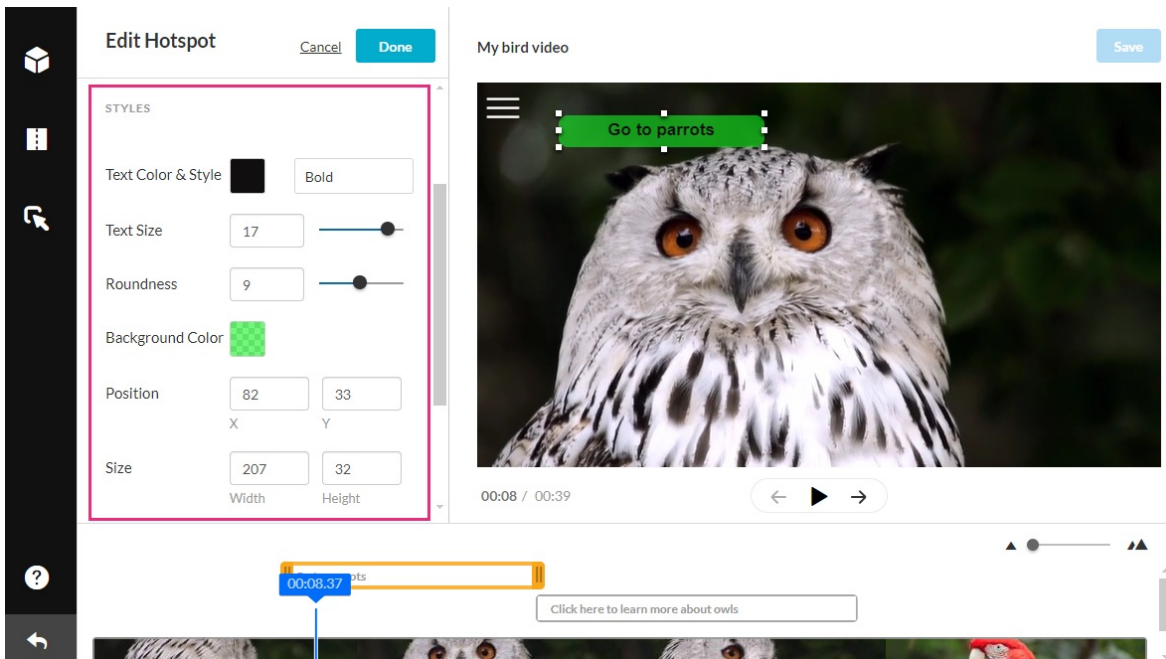 Edit Hotspot
Cancel
Done
STYLES
Text Color & Style
Bold
Text Size
17
Roundness
9
Background Color
Position
82
33
X
Y
Size
207
32
Width
Height
My bird video
Save
Go to parrots
00:08 / 00:39
?
00:08.37
Click here to learn more about owls